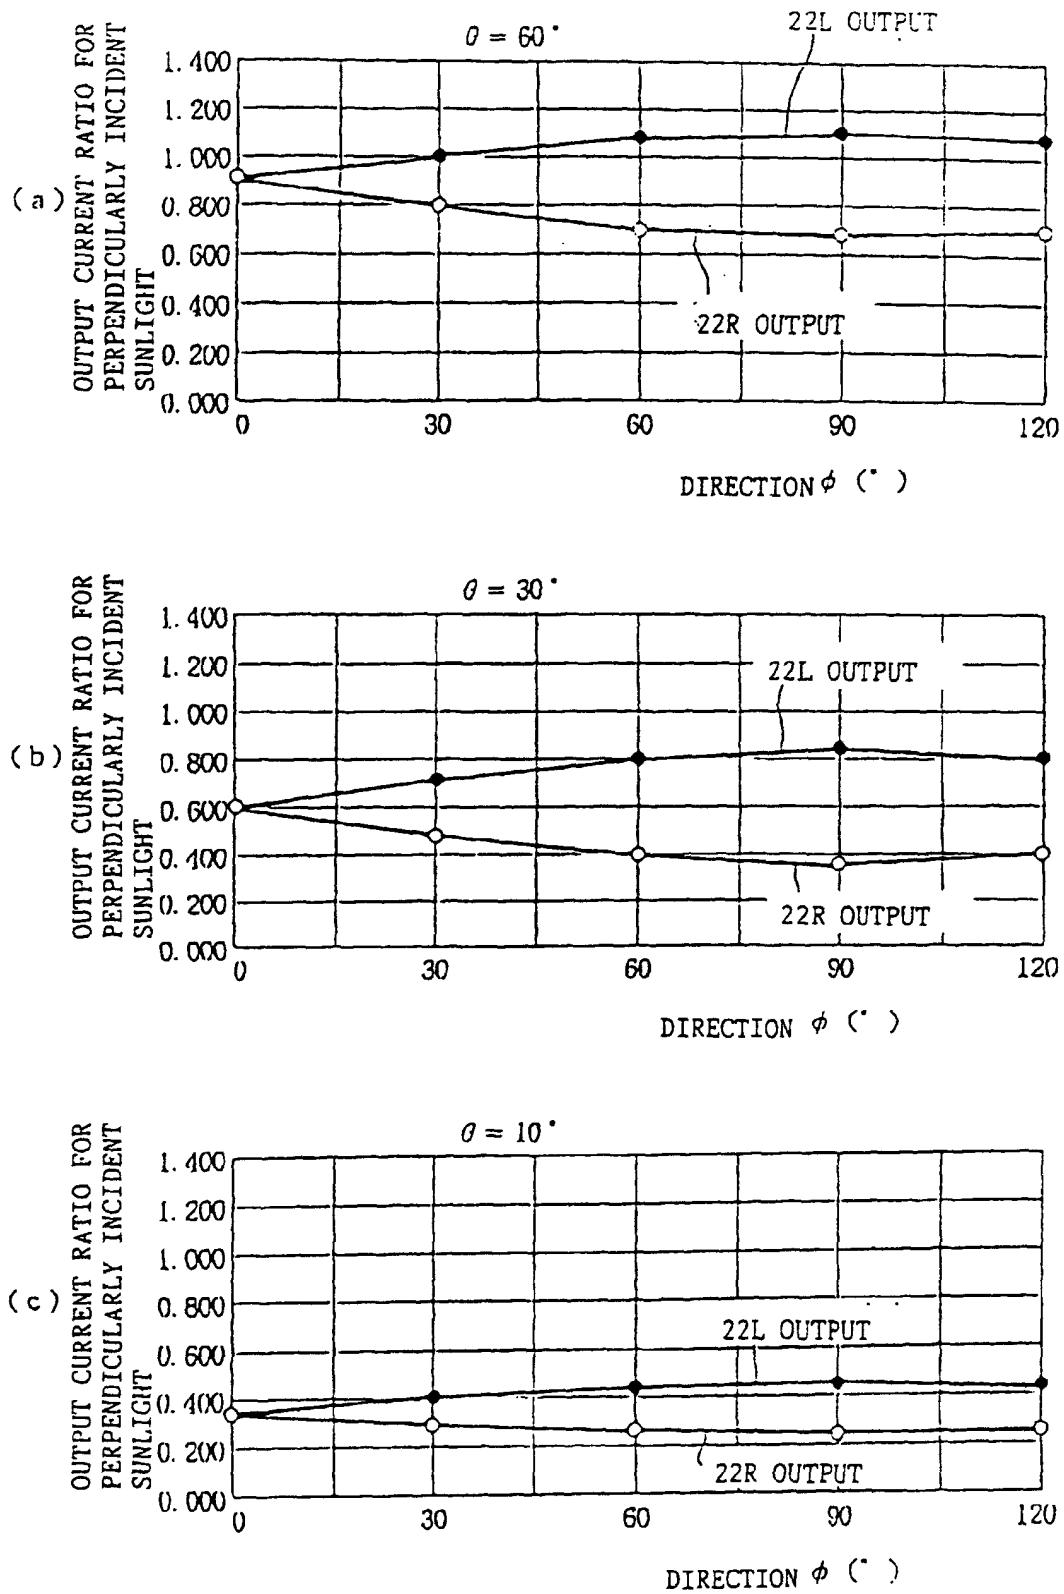 (a)
OUTPUT CURRENT RATIO FOR
PERPENDICULARLY INCIDENT
SUNLIGHT
θ = 60°
22L OUTPUT
1.400
1.200
1.000
0.800
0.600
0.400
0.200
0.000
22R OUTPUT
0 30 60 90 120
DIRECTION φ (°)
(b)
OUTPUT CURRENT RATIO FOR
PERPENDICULARLY INCIDENT
SUNLIGHT
θ = 30°
1.400
1.200
1.000
0.800
0.600
0.400
0.200
0.000
22L OUTPUT
22R OUTPUT
0 30 60 90 120
DIRECTION φ (°)
(c)
OUTPUT CURRENT RATIO FOR
PERPENDICULARLY INCIDENT
SUNLIGHT
θ = 10°
1.400
1.200
1.000
0.800
0.600
0.400
0.200
0.000
22L OUTPUT
22R OUTPUT
0 30 60 90 120
DIRECTION φ (°)